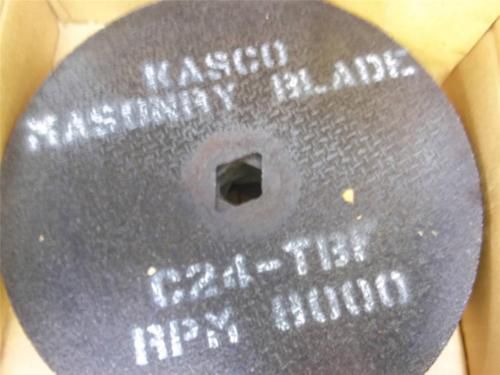 KASCO
MASONRY BLADE
C24-TBF
RPM 8000